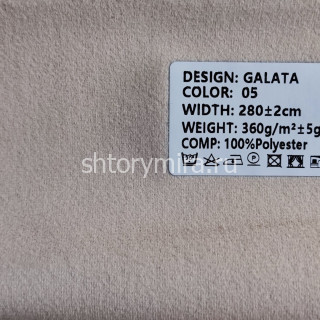 DESIGN: GALATA
COLOR: 05
WIDTH: 280±2cm
WEIGHT: 360g/m²±5g
COMP: 100%Polyester
shtorymira.ru